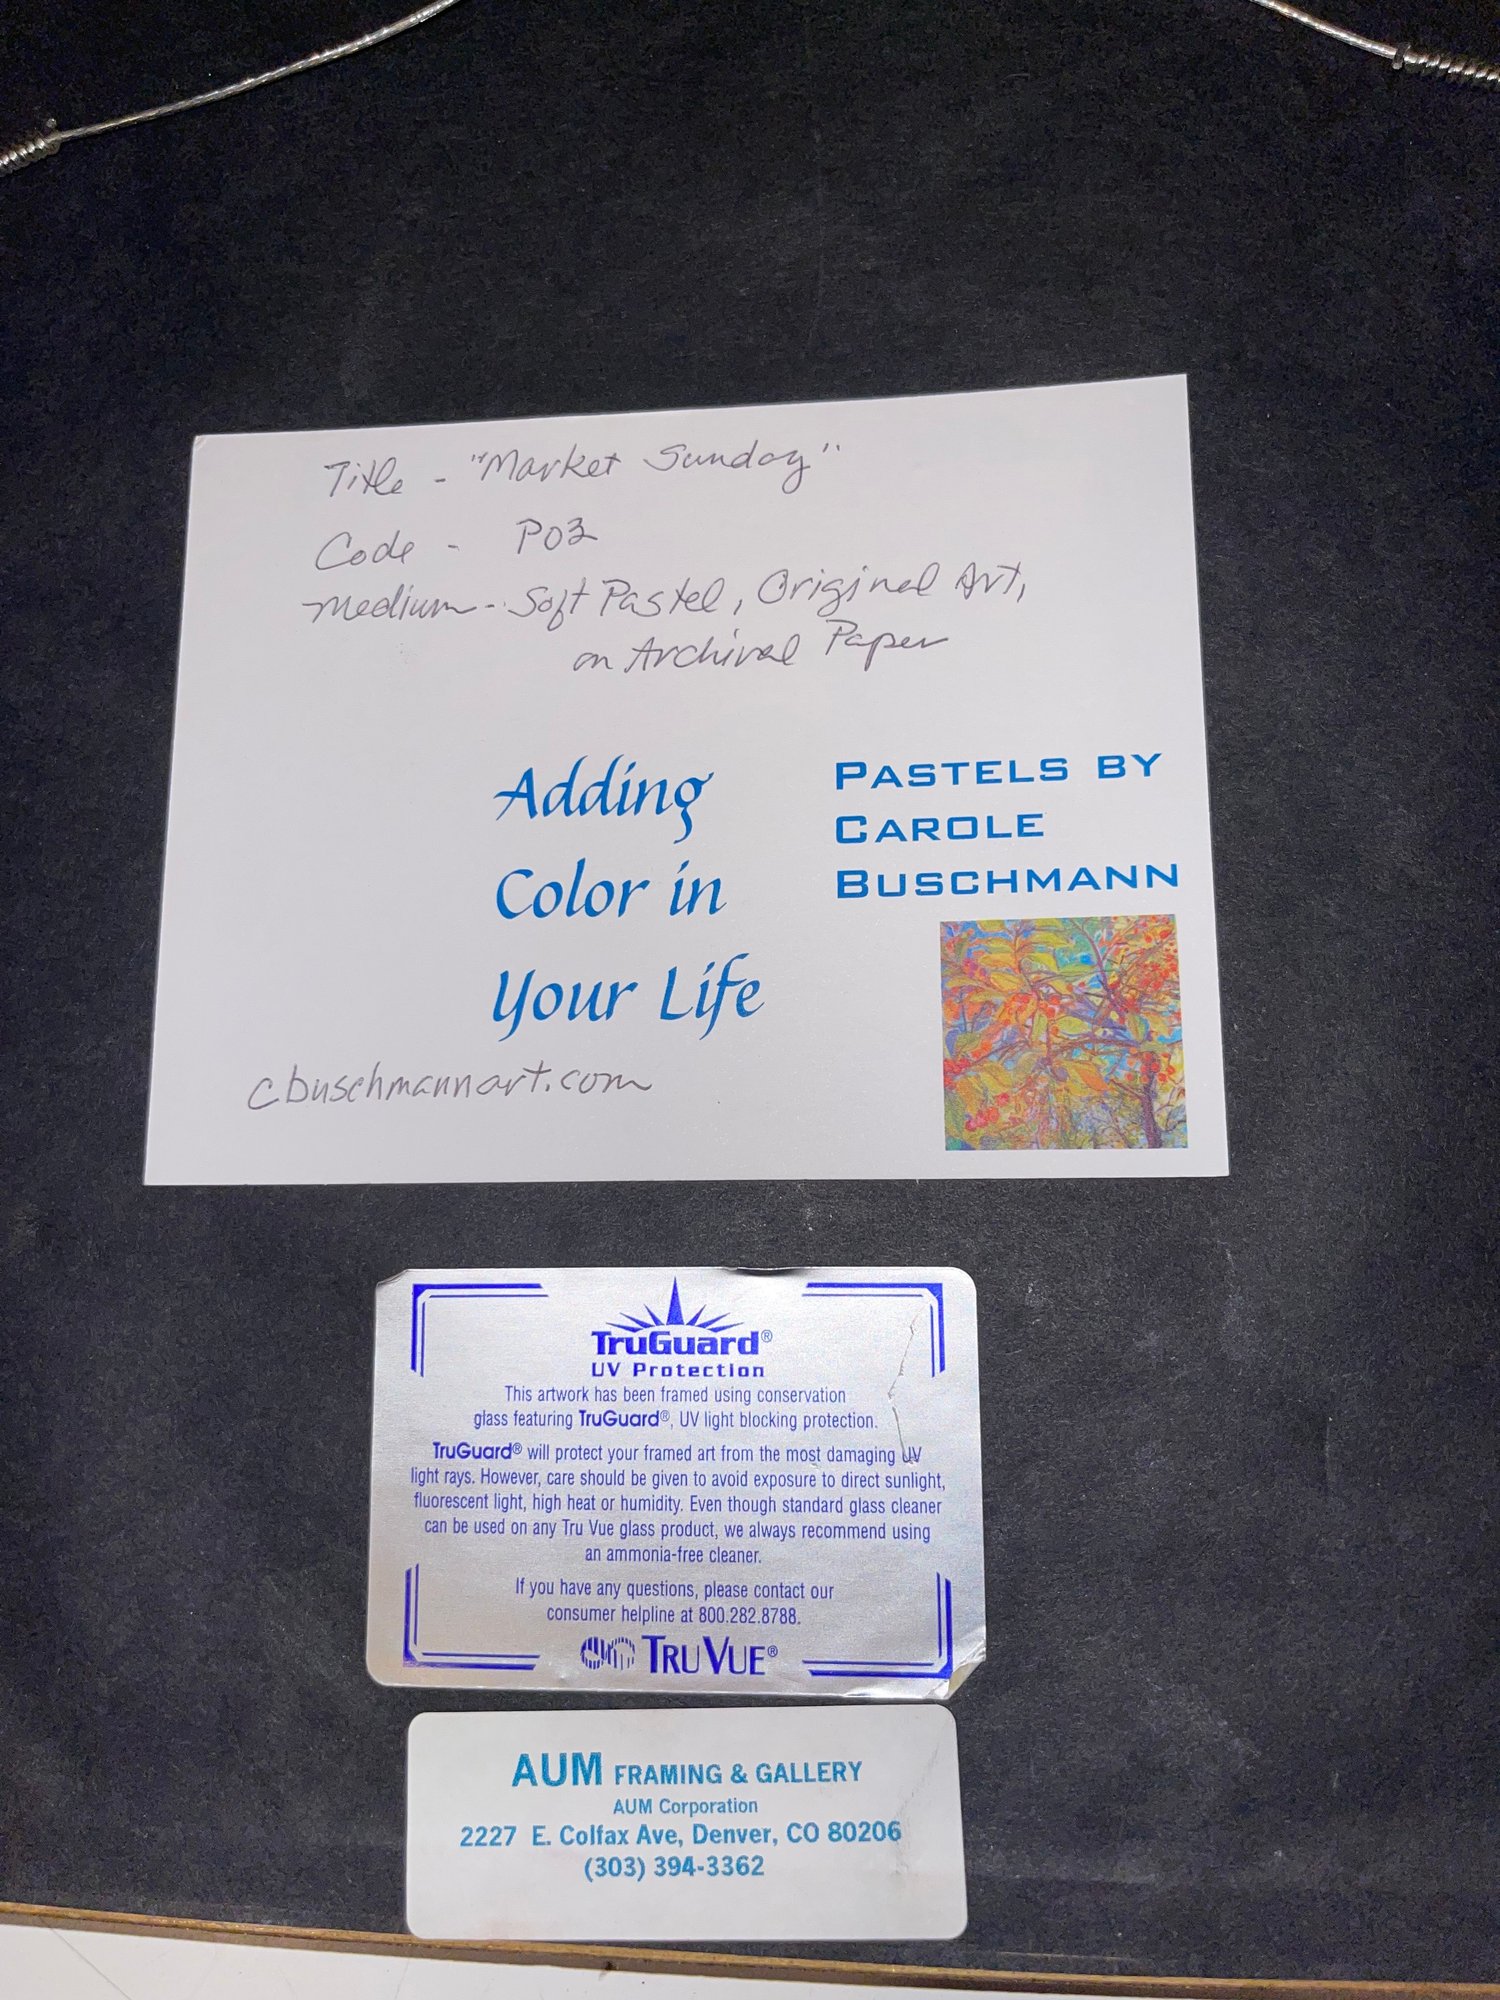 Title - "Market Sunday"
Code - P03
Medium - Soft Pastel, Original Art,
on Archival Paper
Adding
Color in
Your Life
PASTELS BY
CAROLE
BUSCHMANN
cbuschmannart.com
TruGuard®
UV Protection
This artwork has been framed using conservation
glass featuring TruGuard®, UV light blocking protection.
TruGuard® will protect your framed art from the most damaging UV
light rays. However, care should be given to avoid exposure to direct sunlight,
fluorescent light, high heat or humidity. Even though standard glass cleaner
can be used on any Tru Vue glass product, we always recommend using
an ammonia-free cleaner.
If you have any questions, please contact our
consumer helpline at 800.282.8788.
TRU VUE®
AUM FRAMING & GALLERY
AUM Corporation
2227 E. Colfax Ave, Denver, CO 80206
(303) 394-3362